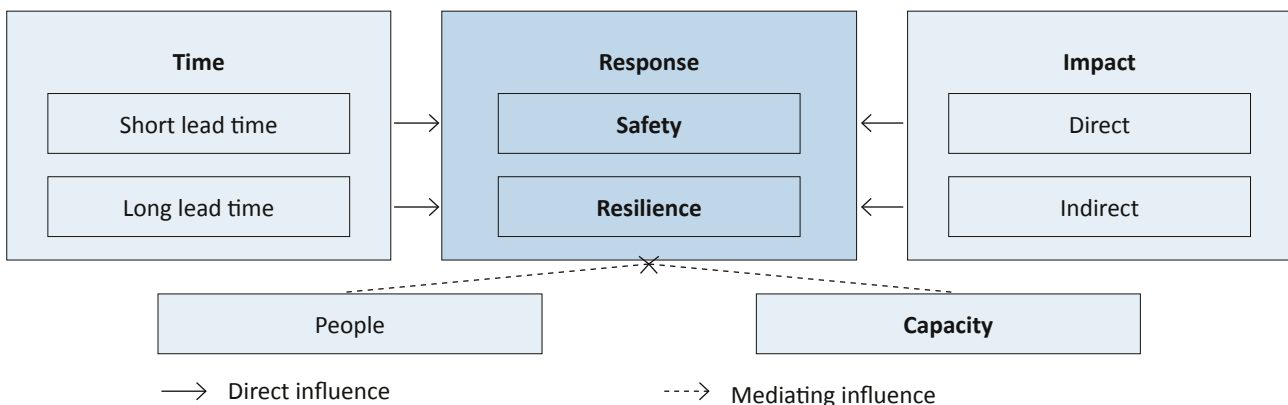 Time
Response
Impact
Short lead time
Safety
Direct
Long lead time
Resilience
Indirect
People
Capacity
Direct influence
Mediating influence